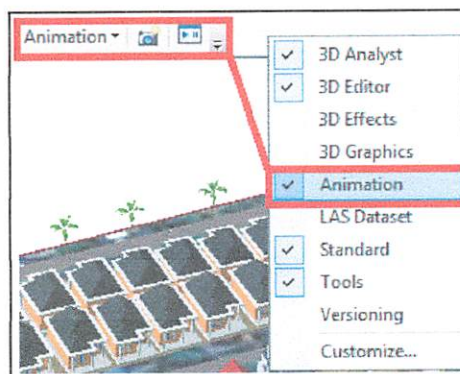 Animation
3D Analyst
3D Editor
3D Effects
3D Graphics
Animation
LAS Dataset
Standard
Tools
Versioning
Customize...